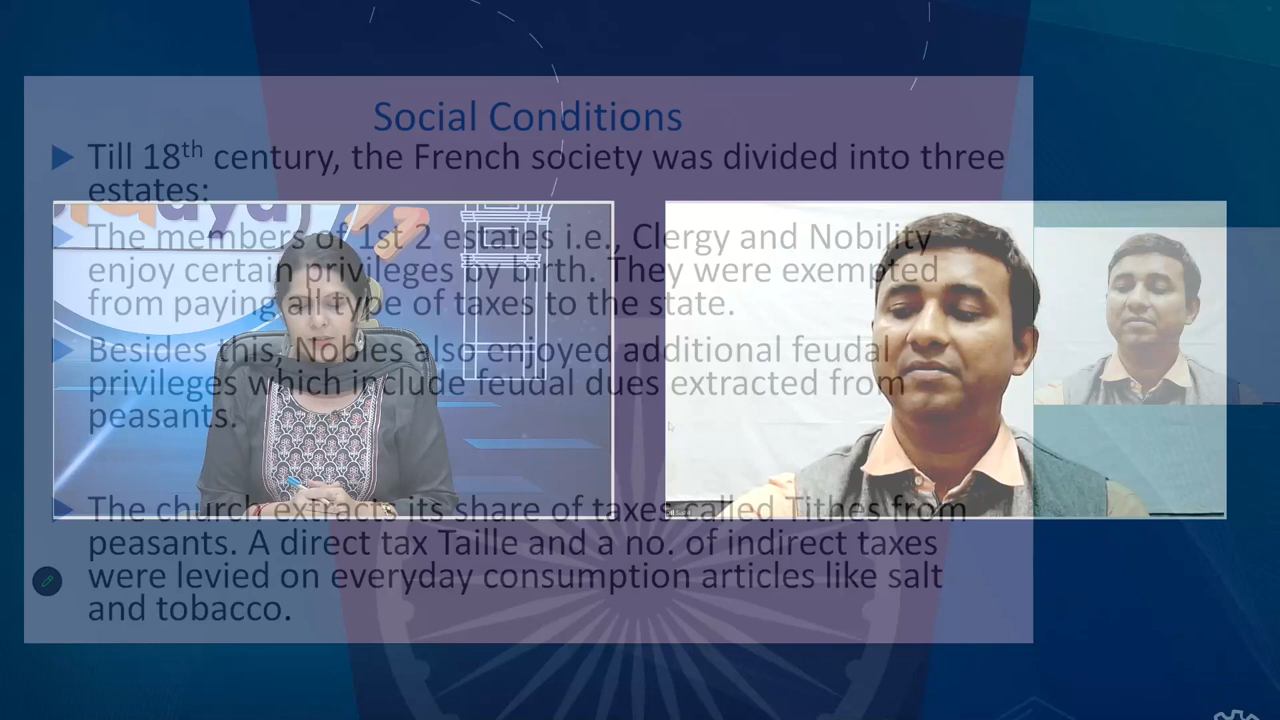 Social Conditions
Till 18th century, the French society was divided into three
estates:
The members of 1st 2 estates i.e., Clergy and Nobility
enjoy certain privileges by birth. They were exempted
from paying type of taxes to the state.
Besides this, Nobles also enjoyed additional feudal
privileges which include feudal dues extracted from
peasants.
The church extracts its share of taxes called Tithes from
peasants. A direct tax Taille and a no. of indirect taxes
were levied on everyday consumption articles like salt
and tobacco.